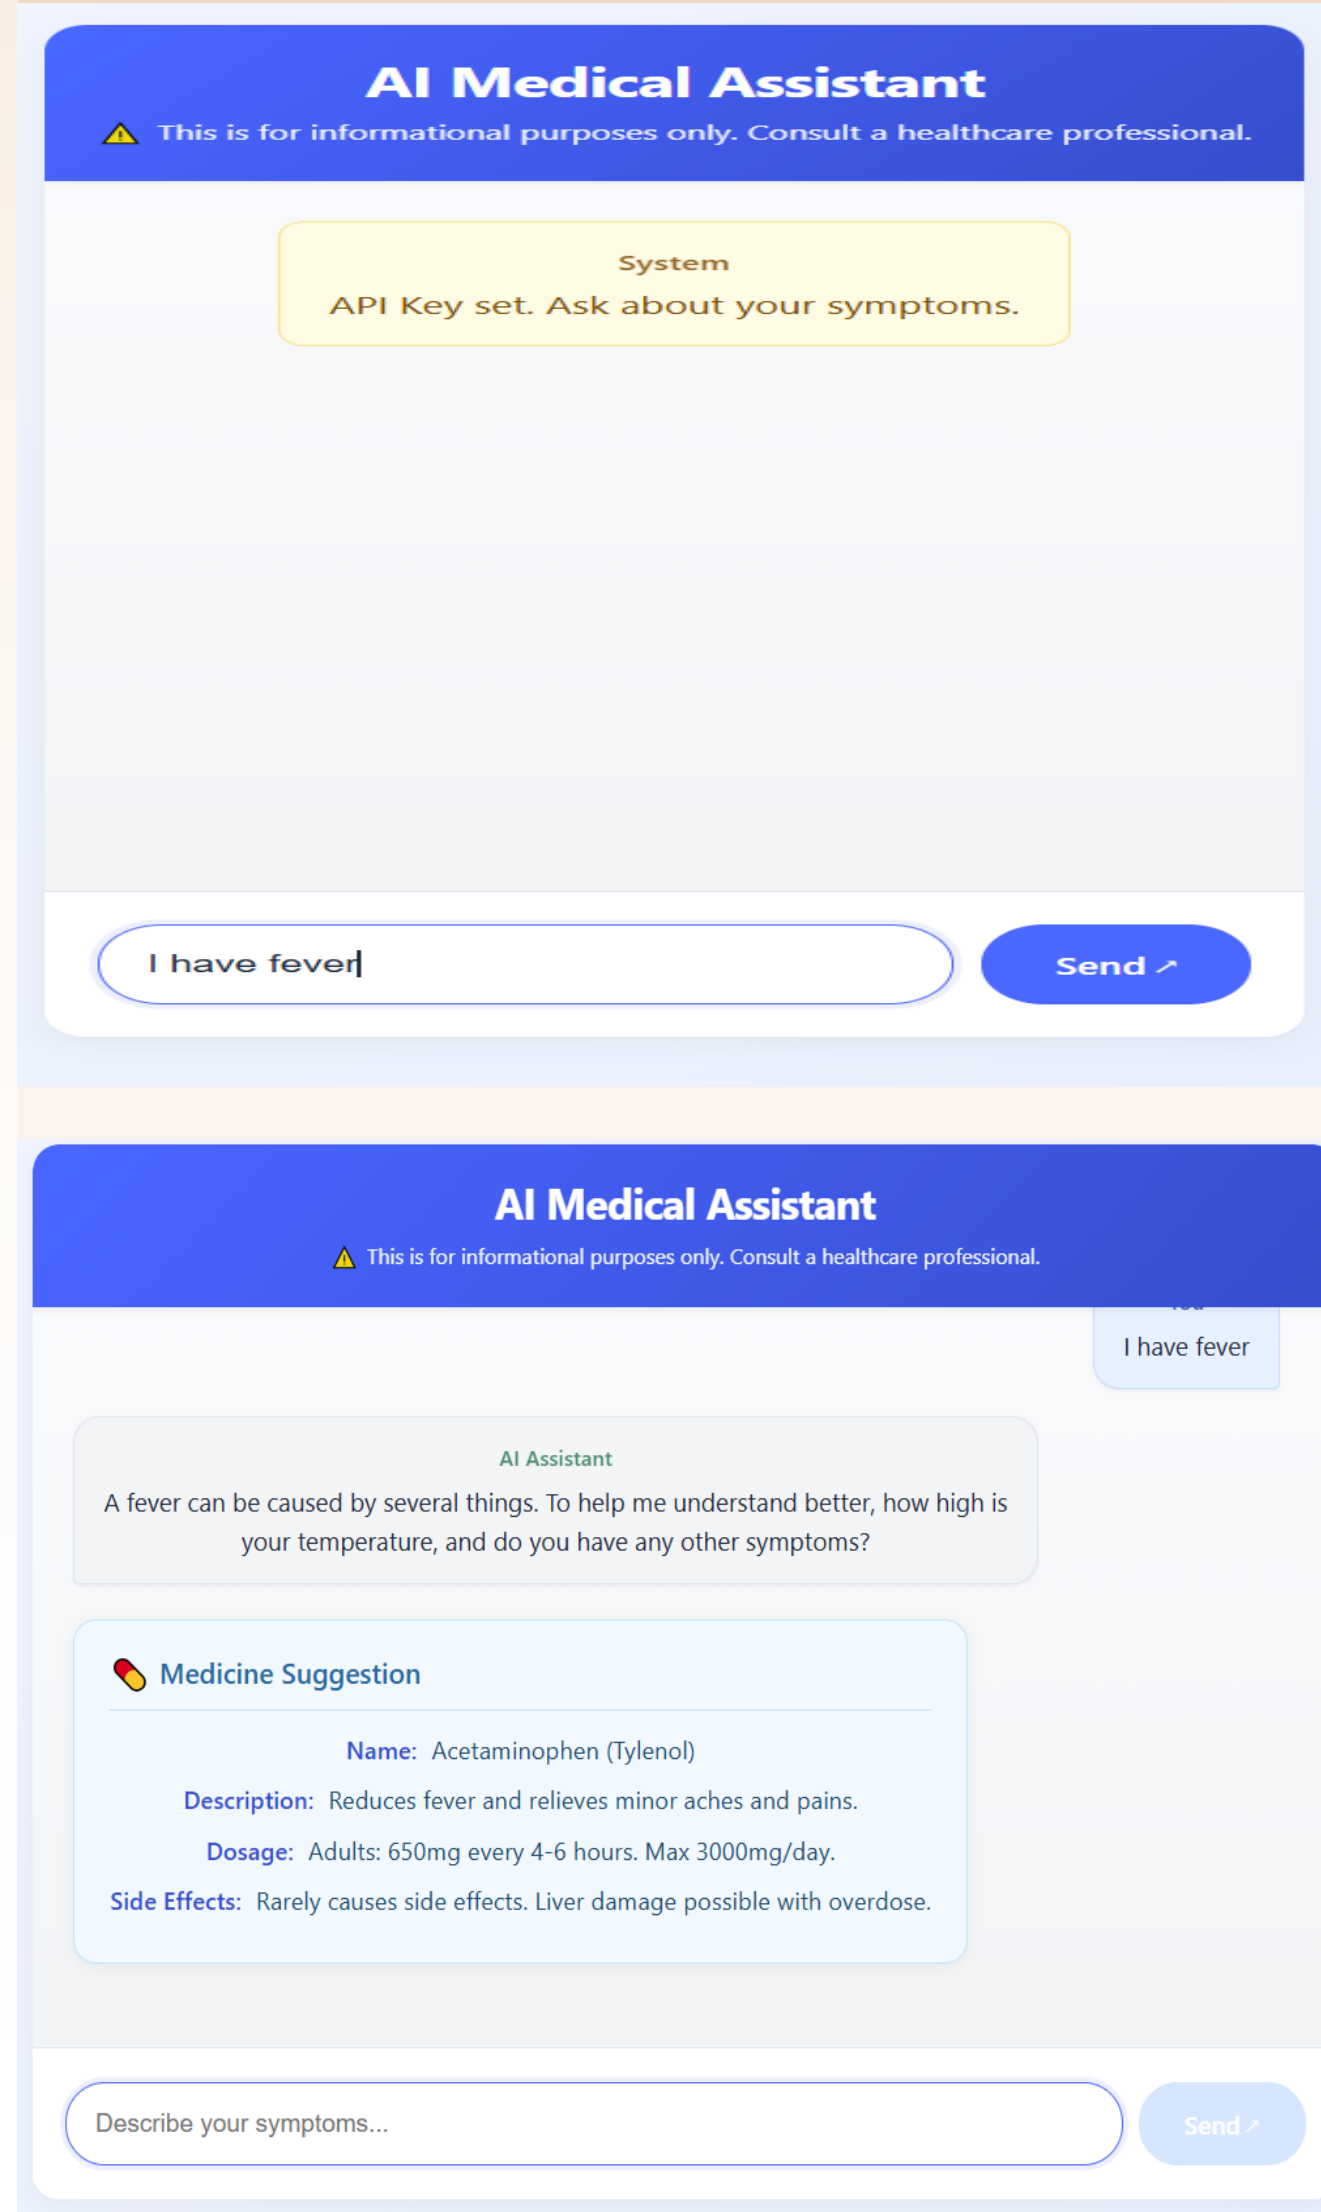 AI Medical Assistant
⚠ This is for informational purposes only. Consult a healthcare professional.
System
API Key set. Ask about your symptoms.
I have fever
Send ↗
AI Medical Assistant
⚠ This is for informational purposes only. Consult a healthcare professional.
I have fever
AI Assistant
A fever can be caused by several things. To help me understand better, how high is
your temperature, and do you have any other symptoms?
💊 Medicine Suggestion
Name: Acetaminophen (Tylenol)
Description: Reduces fever and relieves minor aches and pains.
Dosage: Adults: 650mg every 4-6 hours. Max 3000mg/day.
Side Effects: Rarely causes side effects. Liver damage possible with overdose.
Describe your symptoms...
Send ↗